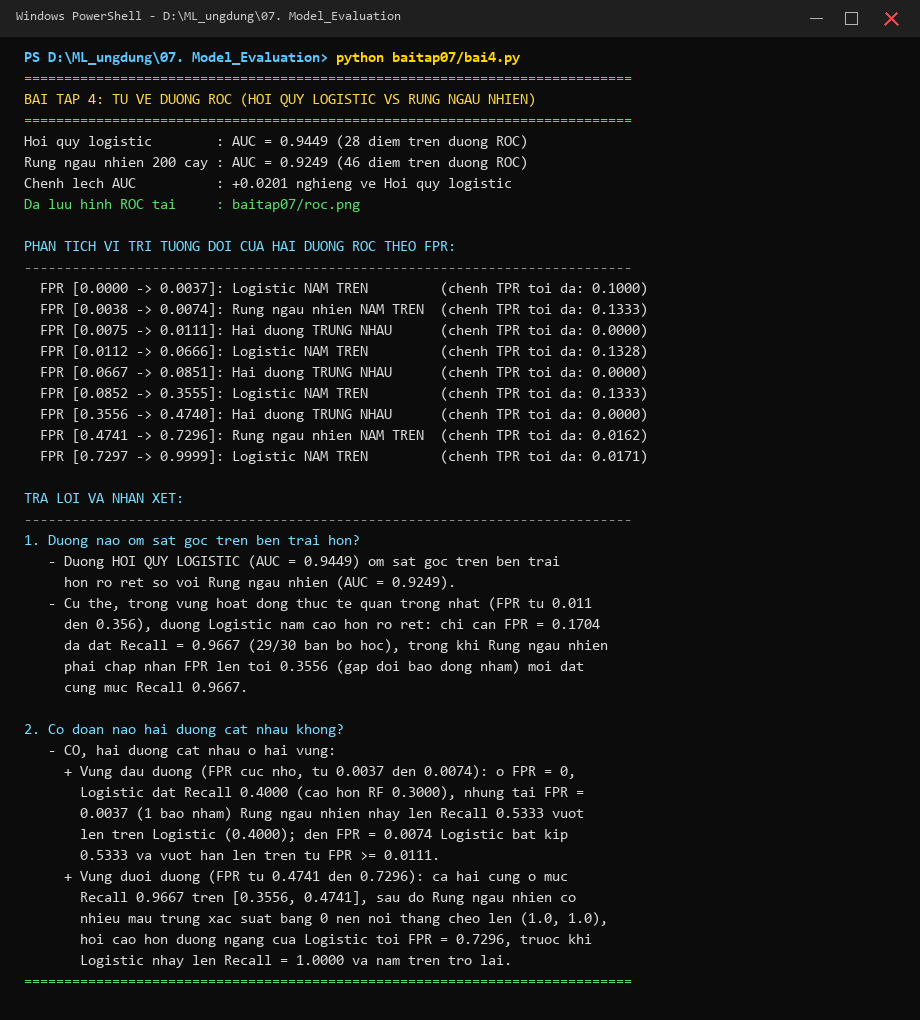 Windows PowerShell - D:\ML_ungdung\07. Model_Evaluation
PS D:\ML_ungdung\07. Model_Evaluation> python baitap07/bai4.py
============================================================================
BAI TAP 4: TU VE DUONG ROC (HOI QUY LOGISTIC VS RUNG NGAU NHIEN)
============================================================================
Hoi quy logistic        : AUC = 0.9449 (28 diem tren duong ROC)
Rung ngau nhien 200 cay : AUC = 0.9249 (46 diem tren duong ROC)
Chenh lech AUC          : +0.0201 nghieng ve Hoi quy logistic
Da luu hinh ROC tai     : baitap07/roc.png
PHAN TICH VI TRI TUONG DOI CUA HAI DUONG ROC THEO FPR:
----------------------------------------------------------------------------
  FPR [0.0000 -> 0.0037]: Logistic NAM TREN         (chenh TPR toi da: 0.1000)
  FPR [0.0038 -> 0.0074]: Rung ngau nhien NAM TREN  (chenh TPR toi da: 0.1333)
  FPR [0.0075 -> 0.0111]: Hai duong TRUNG NHAU      (chenh TPR toi da: 0.0000)
  FPR [0.0112 -> 0.0666]: Logistic NAM TREN         (chenh TPR toi da: 0.1328)
  FPR [0.0667 -> 0.0851]: Hai duong TRUNG NHAU      (chenh TPR toi da: 0.0000)
  FPR [0.0852 -> 0.3555]: Logistic NAM TREN         (chenh TPR toi da: 0.1333)
  FPR [0.3556 -> 0.4740]: Hai duong TRUNG NHAU      (chenh TPR toi da: 0.0000)
  FPR [0.4741 -> 0.7296]: Rung ngau nhien NAM TREN  (chenh TPR toi da: 0.0162)
  FPR [0.7297 -> 0.9999]: Logistic NAM TREN         (chenh TPR toi da: 0.0171)
TRA LOI VA NHAN XET:
----------------------------------------------------------------------------
1. Duong nao om sat goc tren ben trai hon?
   - Duong HOI QUY LOGISTIC (AUC = 0.9449) om sat goc tren ben trai
     hon ro ret so voi Rung ngau nhien (AUC = 0.9249).
   - Cu the, trong vung hoat dong thuc te quan trong nhat (FPR tu 0.011
     den 0.356), duong Logistic nam cao hon ro ret: chi can FPR = 0.1704
     da dat Recall = 0.9667 (29/30 ban bo hoc), trong khi Rung ngau nhien
     phai chap nhan FPR len toi 0.3556 (gap doi bao dong nham) moi dat
     cung muc Recall 0.9667.
2. Co doan nao hai duong cat nhau khong?
   - CO, hai duong cat nhau o hai vung:
     + Vung dau duong (FPR cuc nho, tu 0.0037 den 0.0074): o FPR = 0,
       Logistic dat Recall 0.4000 (cao hon RF 0.3000), nhung tai FPR =
       0.0037 (1 bao nham) Rung ngau nhien nhay len Recall 0.5333 vuot
       len tren Logistic (0.4000); den FPR = 0.0074 Logistic bat kip
       0.5333 va vuot han len tren tu FPR >= 0.0111.
     + Vung duoi duong (FPR tu 0.4741 den 0.7296): ca hai cung o muc
       Recall 0.9667 tren [0.3556, 0.4741], sau do Rung ngau nhien co
       nhieu mau trung xac suat bang 0 nen noi thang cheo len (1.0, 1.0),
       hoi cao hon duong ngang cua Logistic toi FPR = 0.7296, truoc khi
       Logistic nhay len Recall = 1.0000 va nam tren tro lai.
============================================================================